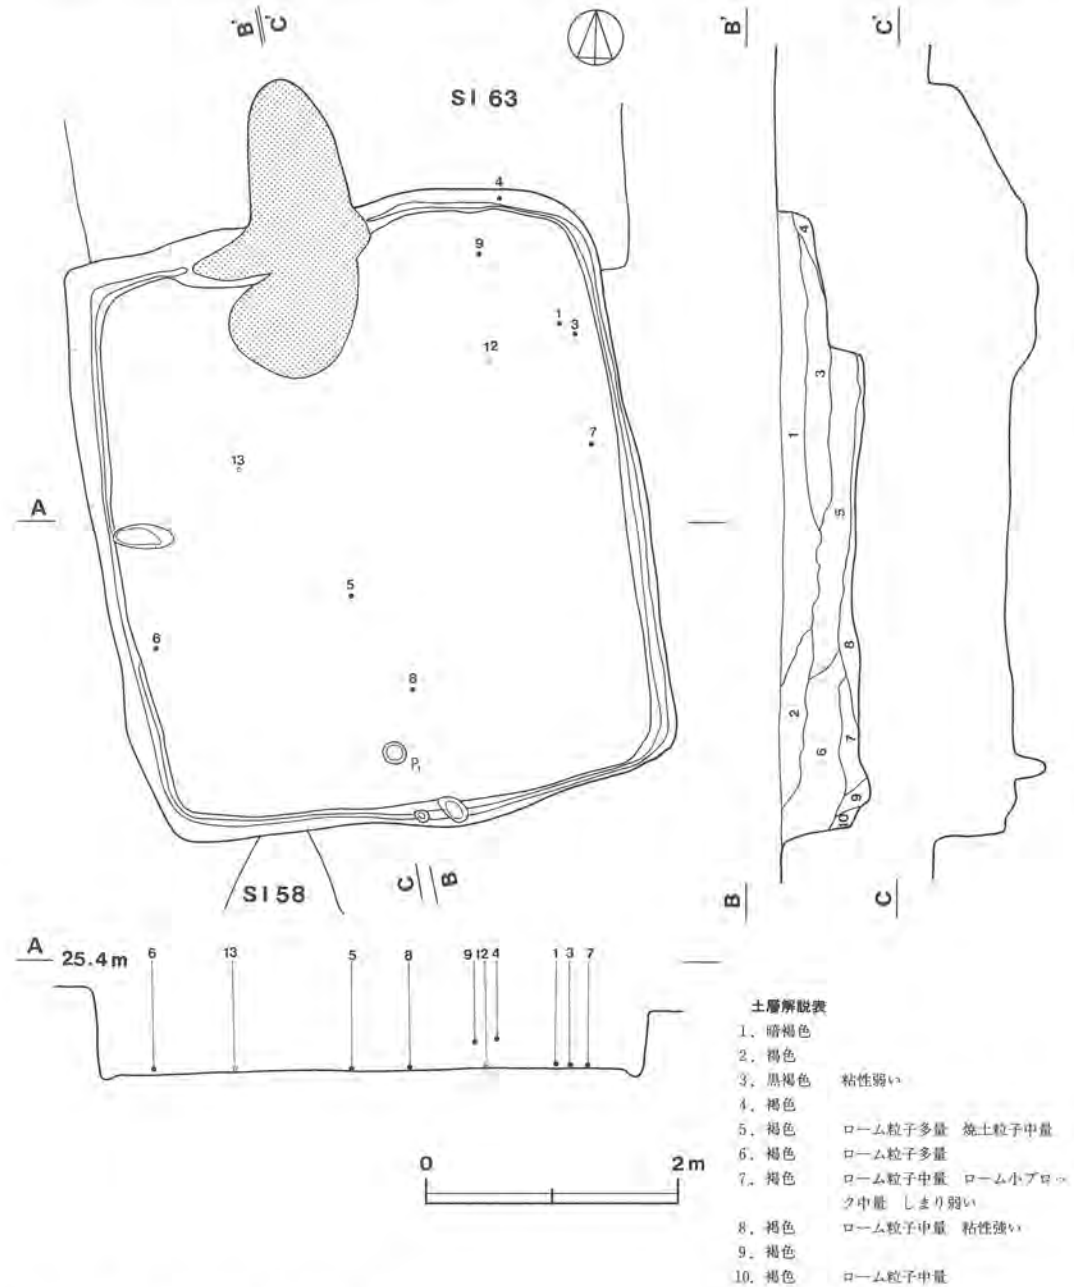 B' C'
SI 63
4
9
1
3
12
7
13
A
5
6
8
P1
C B
SI 58
B'
C'
4
3
1
5
8
2
7
6
9
10
B
C
A 25.4m
6 13 5 8 9 12 4 1 3 7
0 2m
土層解説表
1. 暗褐色
2. 褐色
3. 黒褐色 粘性弱い
4. 褐色
5. 褐色 ローム粒子多量 焼土粒子中量
6. 褐色 ローム粒子多量
7. 褐色 ローム粒子中量 ローム小ブロッ
ク中量 しまり弱い
8. 褐色 ローム粒子中量 粘性強い
9. 褐色
10. 褐色 ローム粒子中量